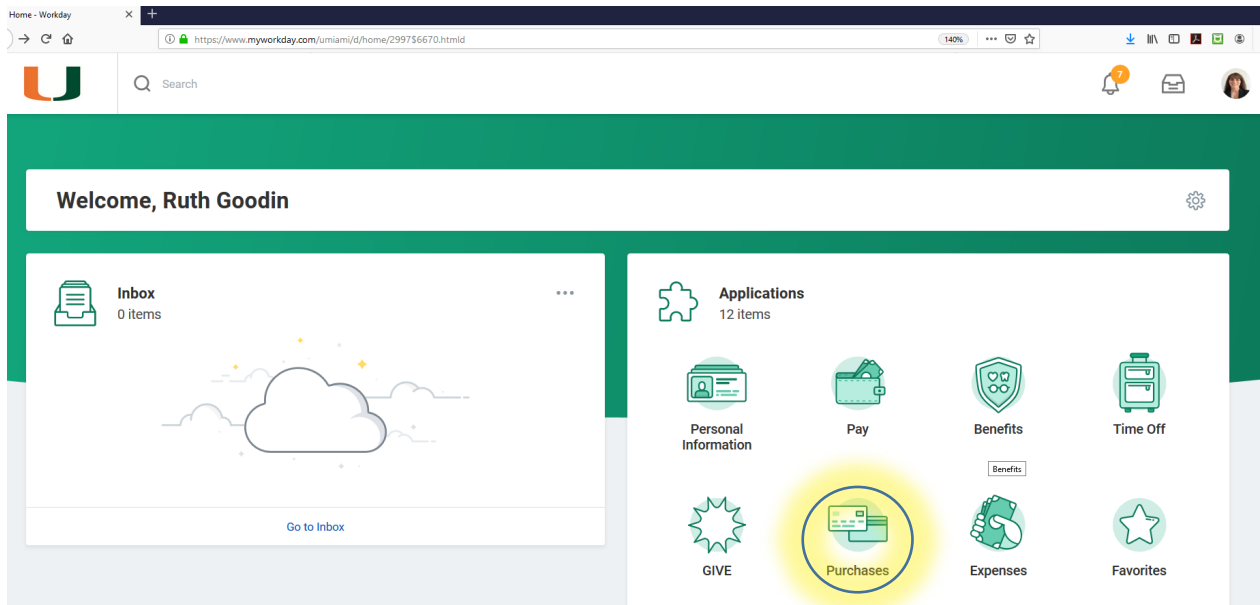 Home - Workday
https://www.myworkday.com/umiami/d/home/2997$6670.htmld
140%
Search
7
Welcome, Ruth Goodin
Inbox
0 items
Go to Inbox
Applications
12 items
Personal
Information
Pay
Benefits
Time Off
Benefits
GIVE
Purchases
Expenses
Favorites